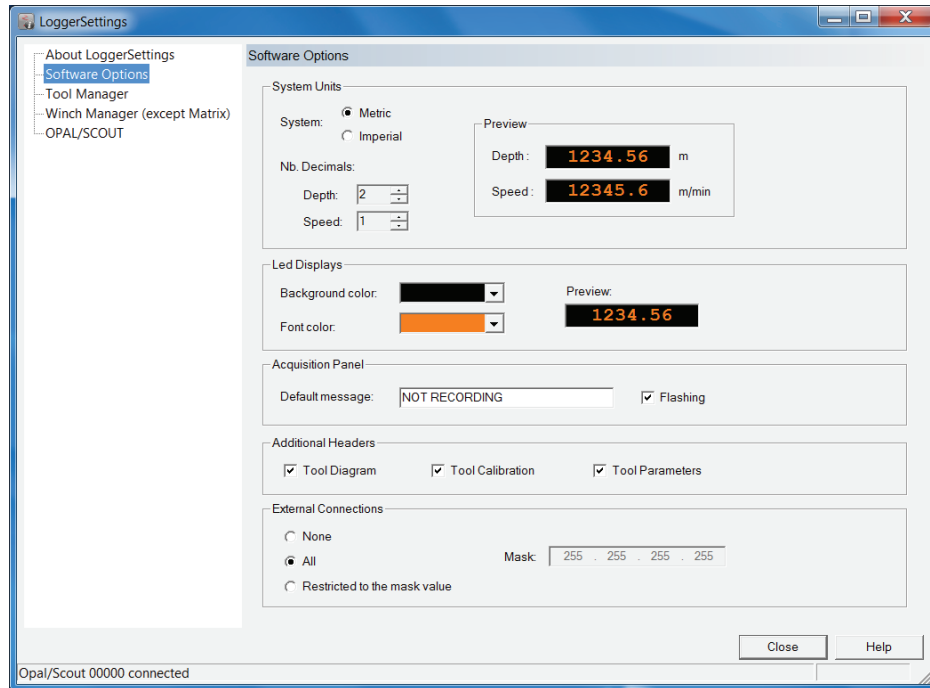 LoggerSettings
About LoggerSettings
Software Options
Tool Manager
Winch Manager (except Matrix)
OPAL/SCOUT
Software Options
System Units
System:
Metric
Imperial
Nb. Decimals:
Depth: 2
Speed: 1
Preview
Depth : 1234.56 m
Speed : 12345.6 m/min
Led Displays
Background color:
Font color:
Preview:
1234.56
Acquisition Panel
Default message: NOT RECORDING Flashing
Additional Headers
Tool Diagram Tool Calibration Tool Parameters
External Connections
None
All
Restricted to the mask value
Mask: 255 . 255 . 255 . 255
Close Help
Opal/Scout 00000 connected